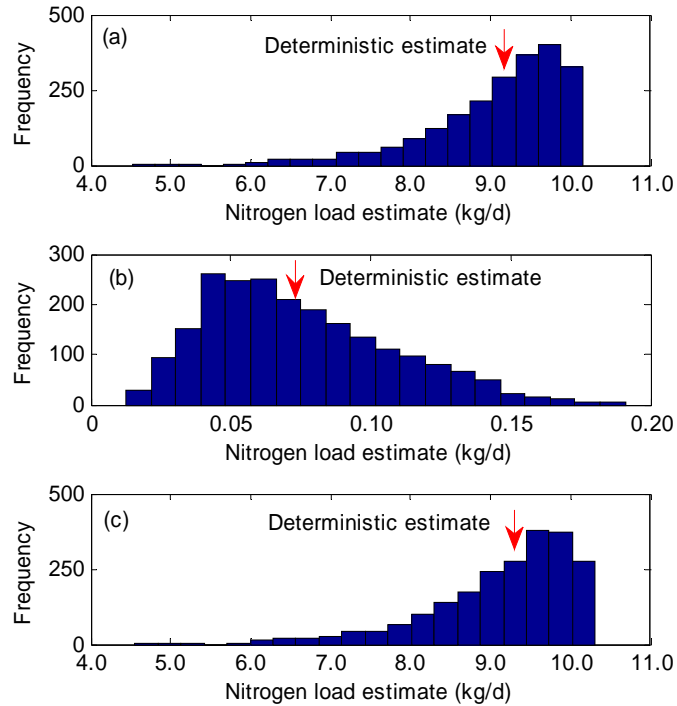 (a)
Deterministic estimate
Frequency
500
250
0
4.0 5.0 6.0 7.0 8.0 9.0 10.0 11.0
Nitrogen load estimate (kg/d)
(b)
Deterministic estimate
Frequency
300
200
100
0
0 0.05 0.10 0.15 0.20
Nitrogen load estimate (kg/d)
(c)
Deterministic estimate
Frequency
500
250
0
4.0 5.0 6.0 7.0 8.0 9.0 10.0 11.0
Nitrogen load estimate (kg/d)